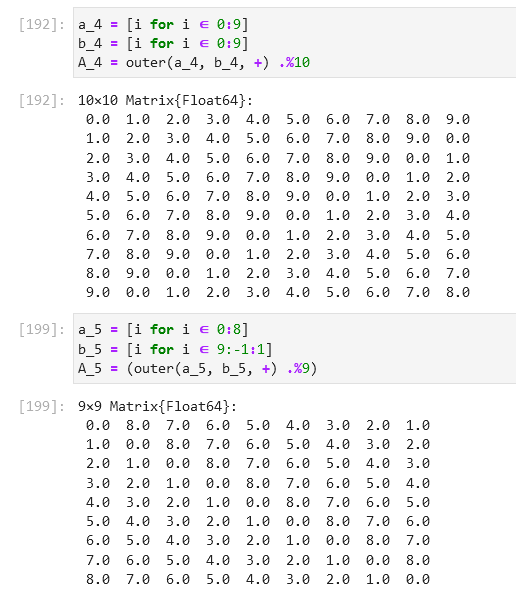 [192]: a_4 = [i for i ∈ 0:9]
b_4 = [i for i ∈ 0:9]
A_4 = outer(a_4, b_4, +) .%10
[192]: 10×10 Matrix{Float64}:
0.0 1.0 2.0 3.0 4.0 5.0 6.0 7.0 8.0 9.0
1.0 2.0 3.0 4.0 5.0 6.0 7.0 8.0 9.0 0.0
2.0 3.0 4.0 5.0 6.0 7.0 8.0 9.0 0.0 1.0
3.0 4.0 5.0 6.0 7.0 8.0 9.0 0.0 1.0 2.0
4.0 5.0 6.0 7.0 8.0 9.0 0.0 1.0 2.0 3.0
5.0 6.0 7.0 8.0 9.0 0.0 1.0 2.0 3.0 4.0
6.0 7.0 8.0 9.0 0.0 1.0 2.0 3.0 4.0 5.0
7.0 8.0 9.0 0.0 1.0 2.0 3.0 4.0 5.0 6.0
8.0 9.0 0.0 1.0 2.0 3.0 4.0 5.0 6.0 7.0
9.0 0.0 1.0 2.0 3.0 4.0 5.0 6.0 7.0 8.0
[199]: a_5 = [i for i ∈ 0:8]
b_5 = [i for i ∈ 9:-1:1]
A_5 = (outer(a_5, b_5, +) .%9)
[199]: 9×9 Matrix{Float64}:
0.0 8.0 7.0 6.0 5.0 4.0 3.0 2.0 1.0
1.0 0.0 8.0 7.0 6.0 5.0 4.0 3.0 2.0
2.0 1.0 0.0 8.0 7.0 6.0 5.0 4.0 3.0
3.0 2.0 1.0 0.0 8.0 7.0 6.0 5.0 4.0
4.0 3.0 2.0 1.0 0.0 8.0 7.0 6.0 5.0
5.0 4.0 3.0 2.0 1.0 0.0 8.0 7.0 6.0
6.0 5.0 4.0 3.0 2.0 1.0 0.0 8.0 7.0
7.0 6.0 5.0 4.0 3.0 2.0 1.0 0.0 8.0
8.0 7.0 6.0 5.0 4.0 3.0 2.0 1.0 0.0